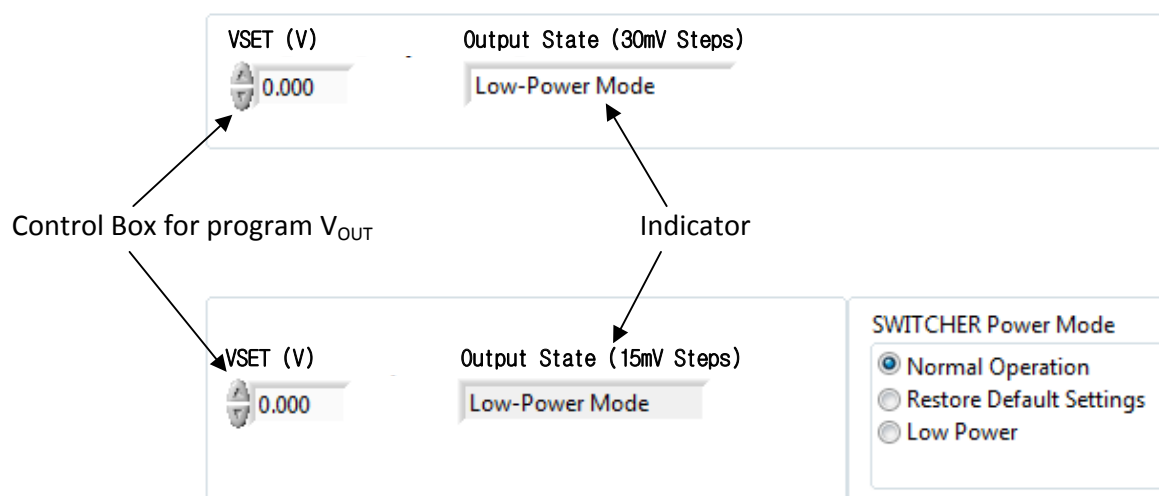 VSET (V) Output State (30mV Steps)
0.000 Low-Power Mode
Control Box for program VOUT Indicator
VSET (V) Output State (15mV Steps) SWITCHER Power Mode
0.000 Low-Power Mode Normal Operation
Restore Default Settings
Low Power